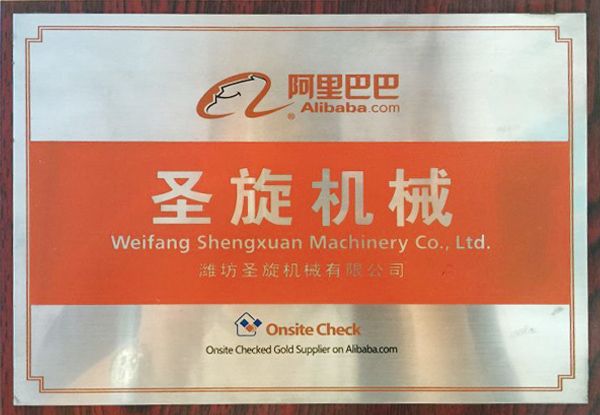 阿里巴巴
®
Alibaba.com
圣旋机械
Weifang Shengxuan Machinery Co., Ltd.
潍坊圣旋机械有限公司
Onsite Check
Onsite Checked Gold Supplier on Alibaba.com